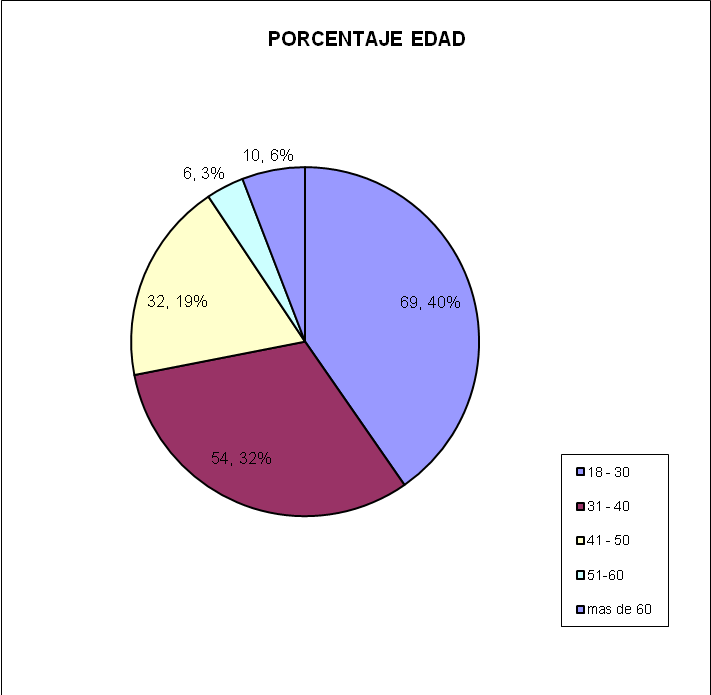 PORCENTAJE EDAD
10, 6%
6, 3%
32, 19%
69, 40%
54, 32%
18 - 30
31 - 40
41 - 50
51-60
mas de 60